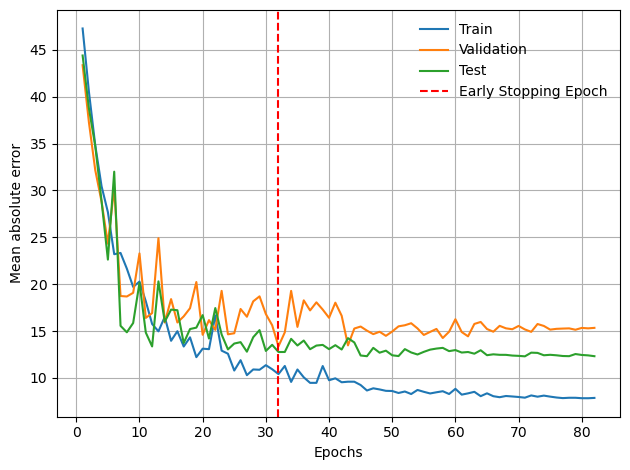 Train
Validation
Test
Early Stopping Epoch
45
40
35
30
25
20
15
10
Mean absolute error
0 10 20 30 40 50 60 70 80
Epochs